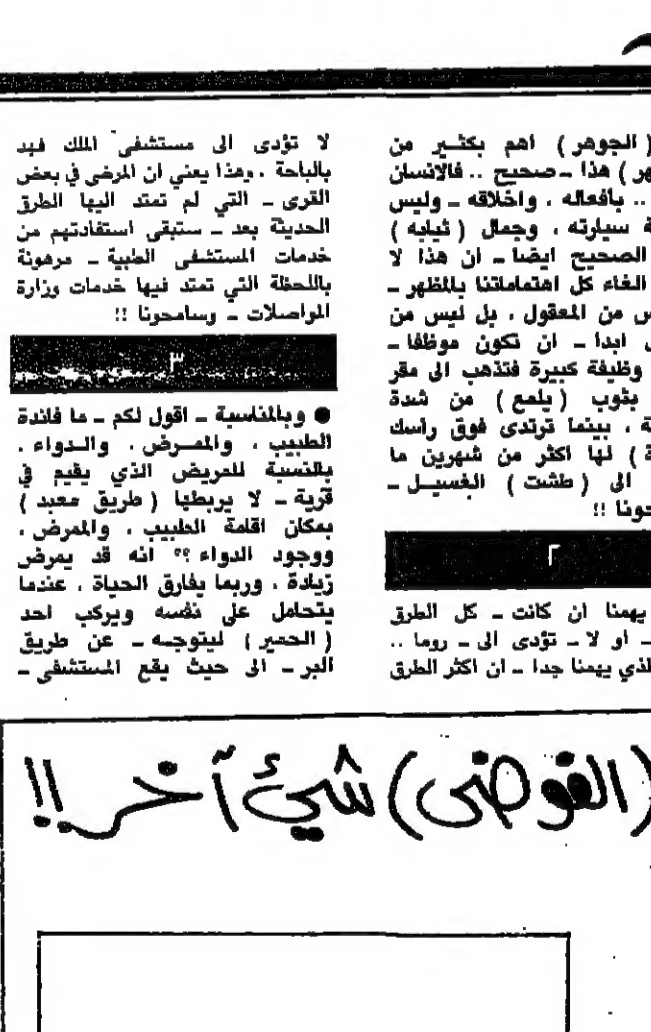 ( الجوهر ) اهم بكثير من
هر ) هذا ـ صحيح .. فالانسان
.. بأفعاله ، واخلاقه ـ وليس
ة سيارته ، وجمال ( ثيابه )
الصحيح ايضا ـ ان هذا لا
الغاء كل اهتماماتنا بالمظهر ـ
س من المعقول ، بل ليس من
ابدا ـ ان تكون موظفا ـ
وظيفة كبيرة فتذهب الى مقر
بثوب ( يلمع ) من شدة
ة ، بينما ترتدى فوق رأسك
ة ) لها اكثر من شهرين ما
الى ( طشت ) الغسيل ـ
حونا !!
٢
يهمنا ان كانت ـ كل الطرق
ـ او لا ـ تؤدى الى ـ روما ..
لذي يهمنا جدا ـ ان اكثر الطرق
لا تؤدى الى مستشفى الملك فهد
بالباحة ، وهذا يعني ان المرضى في بعض
القرى ـ التي لم تمتد اليها الطرق
الحديثة بعد ـ ستبقى استفادتهم من
خدمات المستشفى الطبية ـ مرهونة
باللحظة التي تمتد فيها خدمات وزارة
المواصلات ـ وسامحونا !!
٣
● وبالمناسبة ـ اقول لكم ـ ما فائدة
الطبيب ، والممرض ، والدواء ،
بالنسبة للمريض الذي يقيم في
قرية ـ لا يربطها ( طريق معبد )
بمكان اقامة الطبيب ، والممرض ،
ووجود الدواء ؟؟ انه قد يمرض
زيادة ، وربما يفارق الحياة ، عندما
يتحامل على نفسه ويركب احد
( الحمير ) ليتوجه ـ عن طريق
البر ـ الى حيث يقع المستشفى ـ
(الفوضى) شيئ آخر !!